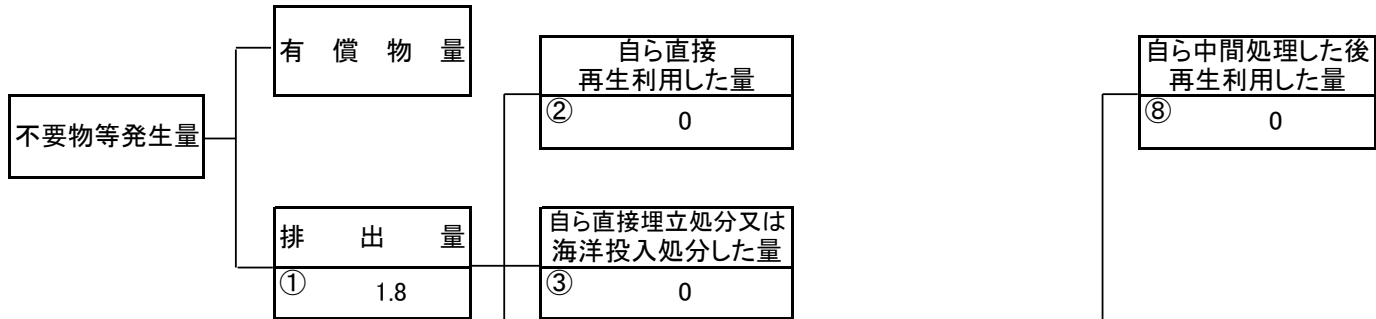 有償物量
自ら直接
再生利用した量
② 0
自ら中間処理した後
再生利用した量
⑧ 0
不要物等発生量
排出量
① 1.8
自ら直接埋立処分又は
海洋投入処分した量
③ 0